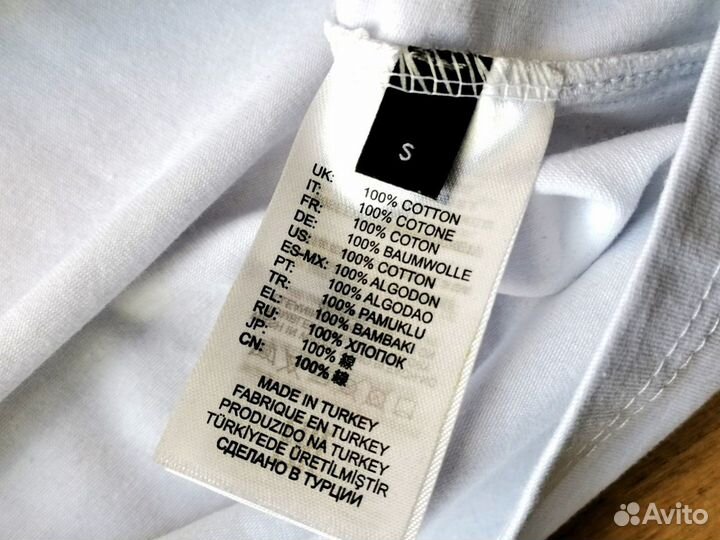 S
UK: 100% COTTON
IT: 100% COTONE
FR: 100% COTON
DE: 100% BAUMWOLLE
US: 100% COTTON
ES-MX: 100% ALGODON
PT: 100% ALGODAO
TR: 100% PAMUKLU
EL: 100% BAMBAKI
RU: 100% ХЛОПОК
JP: 100% 綿
CN: 100% 綿
MADE IN TURKEY
FABRIQUE EN TURKEY
PRODUZIDO NA TURKEY
TÜRKİYEDE ÜRETİLMİŞTİR
СДЕЛАНО В ТУРЦИИ
Avito